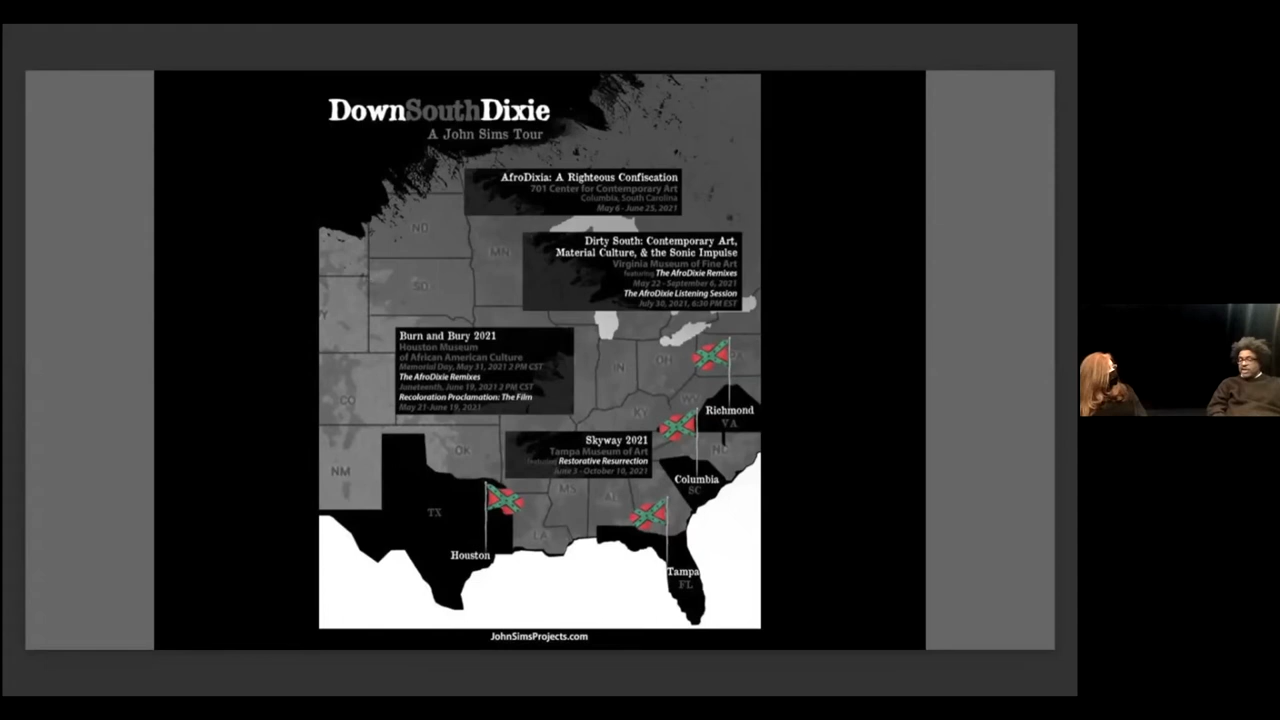 DownSouthDixie
A John Sims Tour
AfroDixia: A Righteous Confiscation
701 Center for Contemporary Art
Columbia, South Carolina
May 6 - June 25, 2021
Dirty South: Contemporary Art,
Material Culture, & the Sonic Impulse
Virginia Museum of Fine Art
featuring The AfroDixie Remixes
May 22 - September 6, 2021
The AfroDixie Listening Session
July 30, 2021, 6:30 PM EST
Burn and Bury 2021
Houston Museum
of African American Culture
Memorial Day, May 31, 2021 2 PM CST
The AfroDixie Remixes
Juneteenth, June 19, 2021 2 PM CST
Recoloration Proclamation: The Film
May 21-June 19, 2021
Skyway 2021
Tampa Museum of Art
featuring Restorative Resurrection
3 - October 10, 2021
ND
MN
SD
CO
NM
OK
TX
IN
OH
KY
WV
NC
MS
AL
LA
Richmond
VA
Columbia
SC
Houston
Tampa
FL
JohnSimsProjects.com